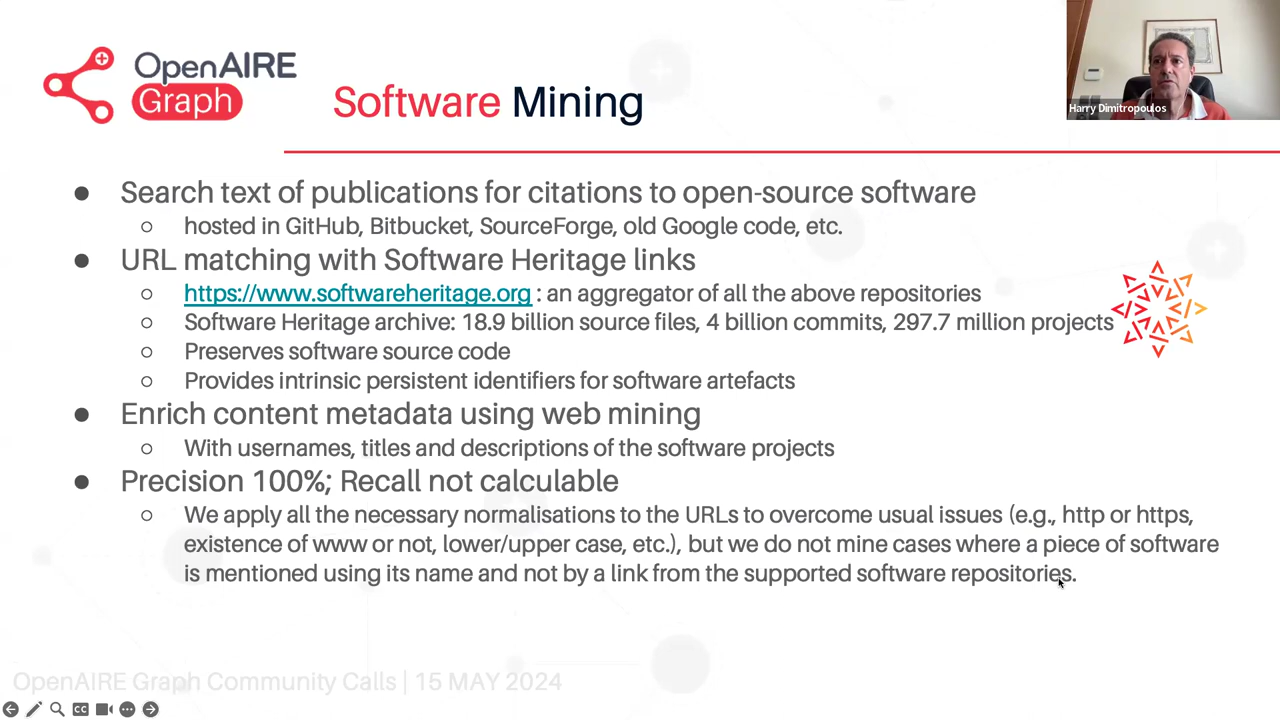 OpenAIRE
Graph
Software Mining
Harry Dimitropoulos
● Search text of publications for citations to open-source software
○ hosted in GitHub, Bitbucket, SourceForge, old Google code, etc.
● URL matching with Software Heritage links
○ https://www.softwareheritage.org : an aggregator of all the above repositories
○ Software Heritage archive: 18.9 billion source files, 4 billion commits, 297.7 million projects
○ Preserves software source code
○ Provides intrinsic persistent identifiers for software artefacts
● Enrich content metadata using web mining
○ With usernames, titles and descriptions of the software projects
● Precision 100%; Recall not calculable
○ We apply all the necessary normalisations to the URLs to overcome usual issues (e.g., http or https,
existence of www or not, lower/upper case, etc.), but we do not mine cases where a piece of software
is mentioned using its name and not by a link from the supported software repositories.
OpenAIRE Graph Community Calls | 15 MAY 2024
CC